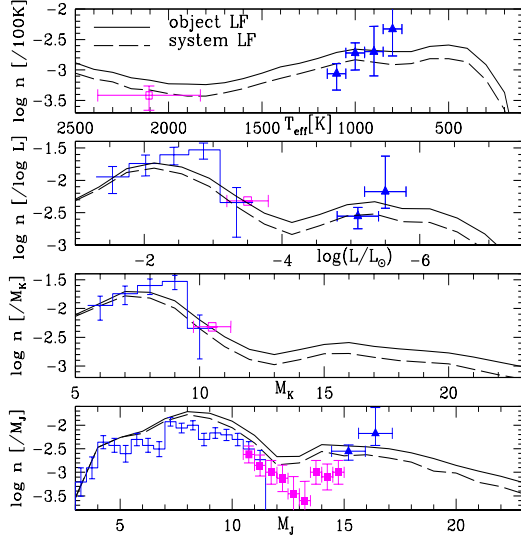 object LF
system LF
log n [/100K]
-2
-2.5
-3
-3.5
2500 2000 1500 1000 500
T_eff[K]
log n [/log L]
-1.5
-2
-2.5
-3
-2 -4 -6
log(L/L_⊙)
log n [/M_K]
-1.5
-2
-2.5
-3
5 10 15 20
M_K
log n [/M_J]
-2
-2.5
-3
-3.5
5 10 15 20
M_J